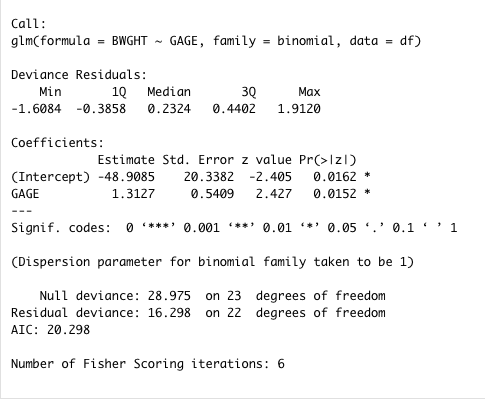 Call:
glm(formula = BWGHT ~ GAGE, family = binomial, data = df)
Deviance Residuals:
Min 1Q Median 3Q Max
-1.6084 -0.3858 0.2324 0.4402 1.9120
Coefficients:
Estimate Std. Error z value Pr(>|z|)
(Intercept) -48.9085 20.3382 -2.405 0.0162 *
GAGE 1.3127 0.5409 2.427 0.0152 *
---
Signif. codes: 0 ‘***’ 0.001 ‘**’ 0.01 ‘*’ 0.05 ‘.’ 0.1 ‘ ’ 1
(Dispersion parameter for binomial family taken to be 1)
Null deviance: 28.975 on 23 degrees of freedom
Residual deviance: 16.298 on 22 degrees of freedom
AIC: 20.298
Number of Fisher Scoring iterations: 6